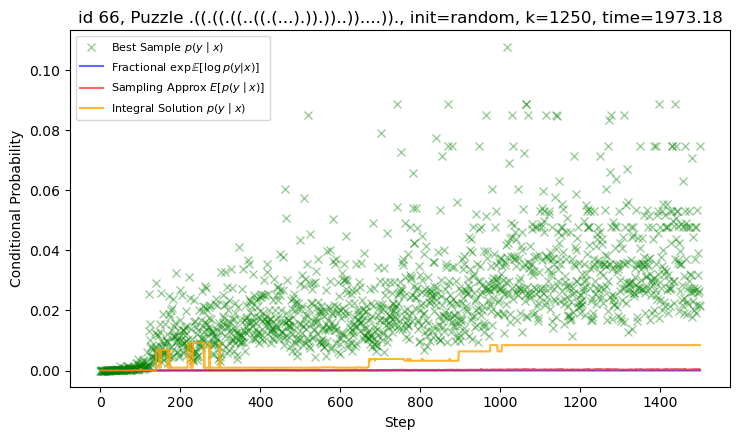 id 66, Puzzle .((.((.((..((.(...).)).))..))....))., init=random, k=1250, time=1973.18
Best Sample p(y | x)
Fractional exp𝔼[log p(y|x)]
Sampling Approx E[p(y | x)]
Integral Solution p(y | x)
0.10
0.08
0.06
0.04
0.02
0.00
Conditional Probability
0 200 400 600 800 1000 1200 1400
Step